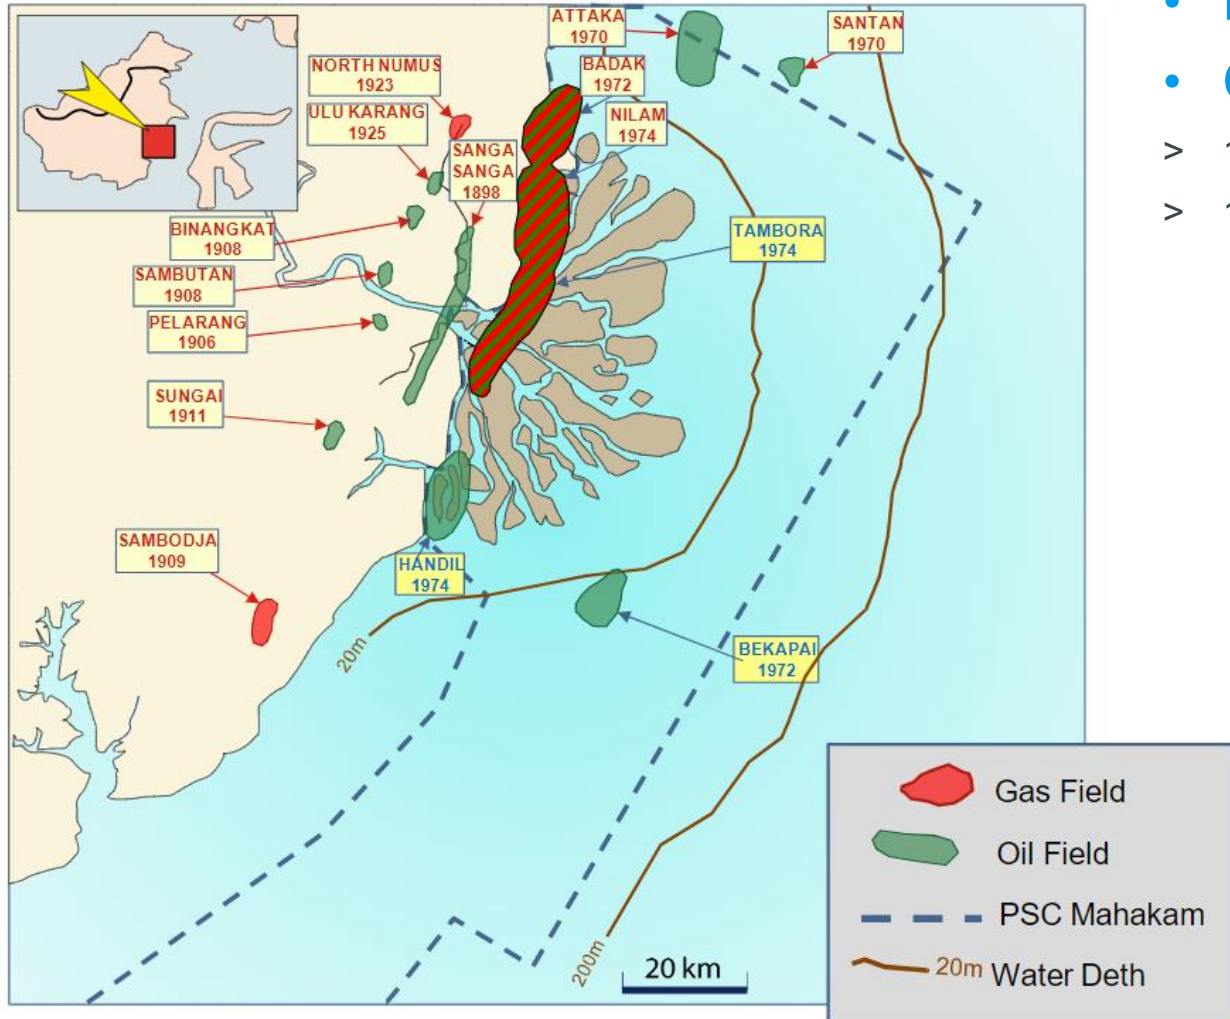 ATTAKA
1970
SANTAN
1970
NORTH NUMUS
1923
BADAK
1972
ULU KARANG
1925
NILAM
1974
SANGA
SANGA
1898
BINANGKAT
1908
TAMBORA
1974
SAMBUTAN
1908
PELARANG
1906
SUNGAI
1911
SAMBODJA
1909
HANDIL
1974
20m
BEKAPAI
1972
200m
20 km
Gas Field
Oil Field
PSC Mahakam
20m Water Deth
>
>